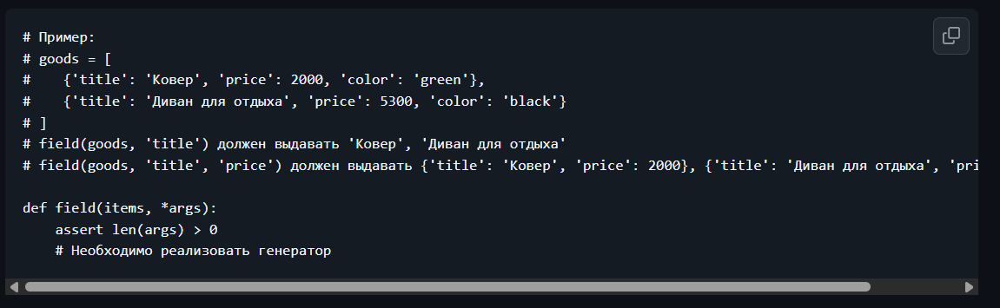 # Пример:
# goods = [
#    {'title': 'Ковер', 'price': 2000, 'color': 'green'},
#    {'title': 'Диван для отдыха', 'price': 5300, 'color': 'black'}
# ]
# field(goods, 'title') должен выдавать 'Ковер', 'Диван для отдыха'
# field(goods, 'title', 'price') должен выдавать {'title': 'Ковер', 'price': 2000}, {'title': 'Диван для отдыха', 'pri

def field(items, *args):
    assert len(args) > 0
    # Необходимо реализовать генератор